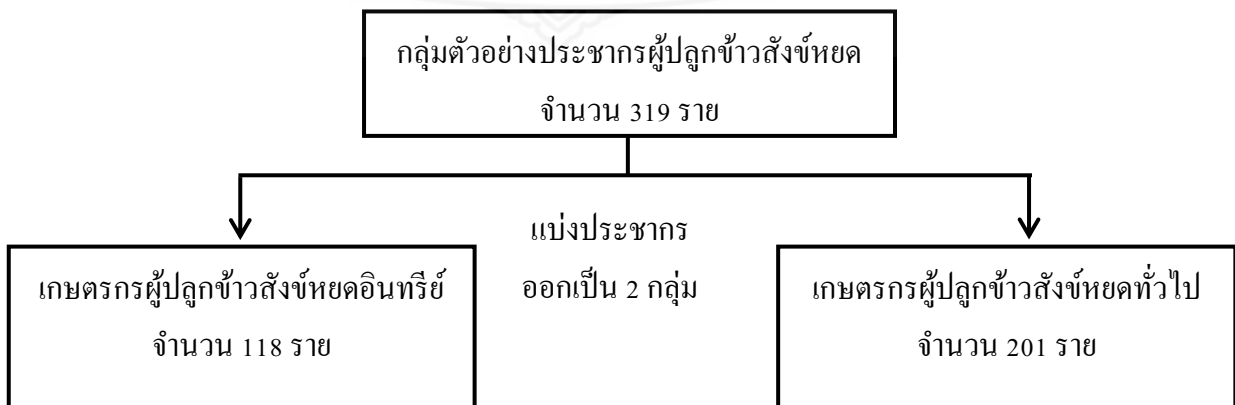 กลุ่มตัวอย่างประชากรผู้ปลูกข้าวสังข์หยด
จำนวน 319 ราย
แบ่งประชากร
ออกเป็น 2 กลุ่ม
เกษตรกรผู้ปลูกข้าวสังข์หยดอินทรีย์
จำนวน 118 ราย
เกษตรกรผู้ปลูกข้าวสังข์หยดทั่วไป
จำนวน 201 ราย